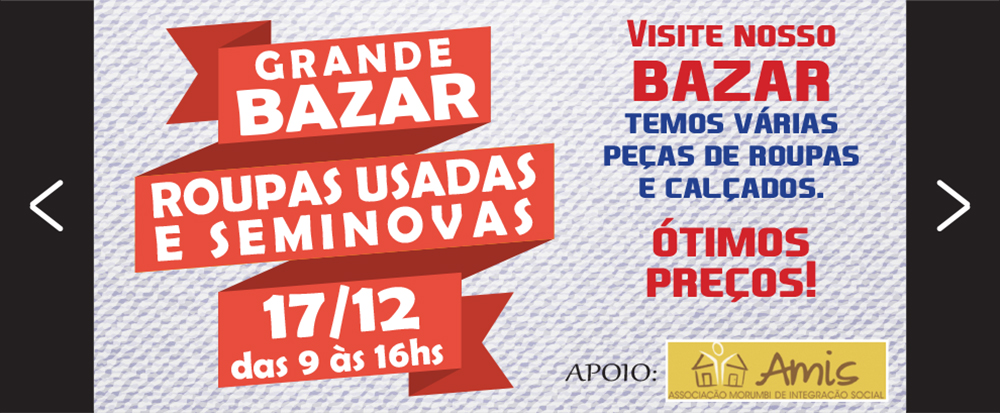 GRANDE
BAZAR
ROUPAS USADAS
E SEMINOVAS
17/12
das 9 às 16hs
VISITE NOSSO
BAZAR
TEMOS VÁRIAS
PEÇAS DE ROUPAS
E CALÇADOS.
ÓTIMOS
PREÇOS!
APOIO:
Amis
ASSOCIAÇÃO MORUMBI DE INTEGRAÇÃO SOCIAL